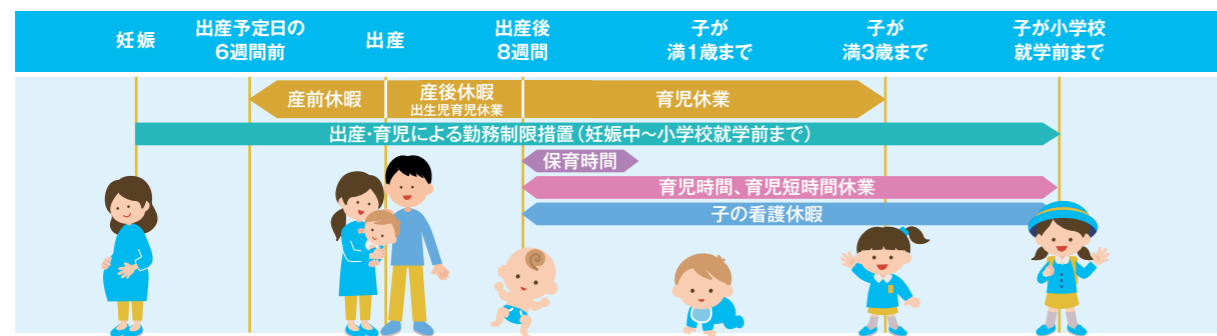 妊娠
出産予定日の
6週間前
出産
出産後
8週間
子が
満1歳まで
子が
満3歳まで
子が小学校
就学前まで
産前休暇
産後休暇
出生児育児休業
育児休業
出産・育児による勤務制限措置（妊娠中～小学校就学前まで）
保育時間
育児時間、育児短時間休業
子の看護休暇